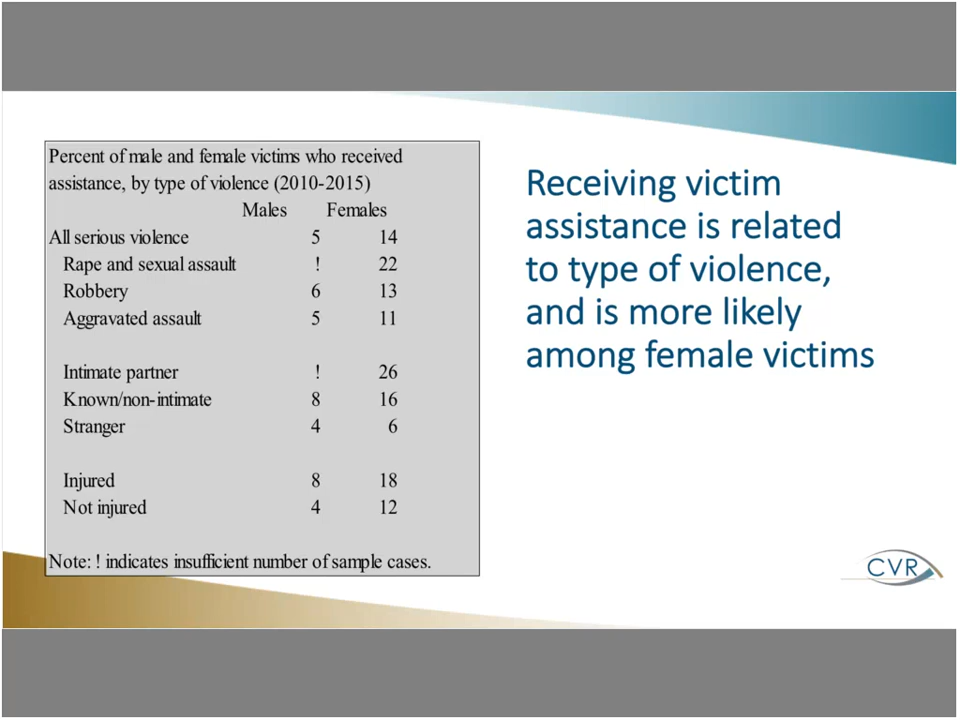 Percent of male and female victims who received
assistance, by type of violence (2010-2015)
Males Females
All serious violence 5 14
Rape and sexual assault ! 22
Robbery 6 13
Aggravated assault 5 11
Intimate partner ! 26
Known/non-intimate 8 16
Stranger 4 6
Injured 8 18
Not injured 4 12
Note: ! indicates insufficient number of sample cases.
Receiving victim
assistance is related
to type of violence,
and is more likely
among female victims
CVR